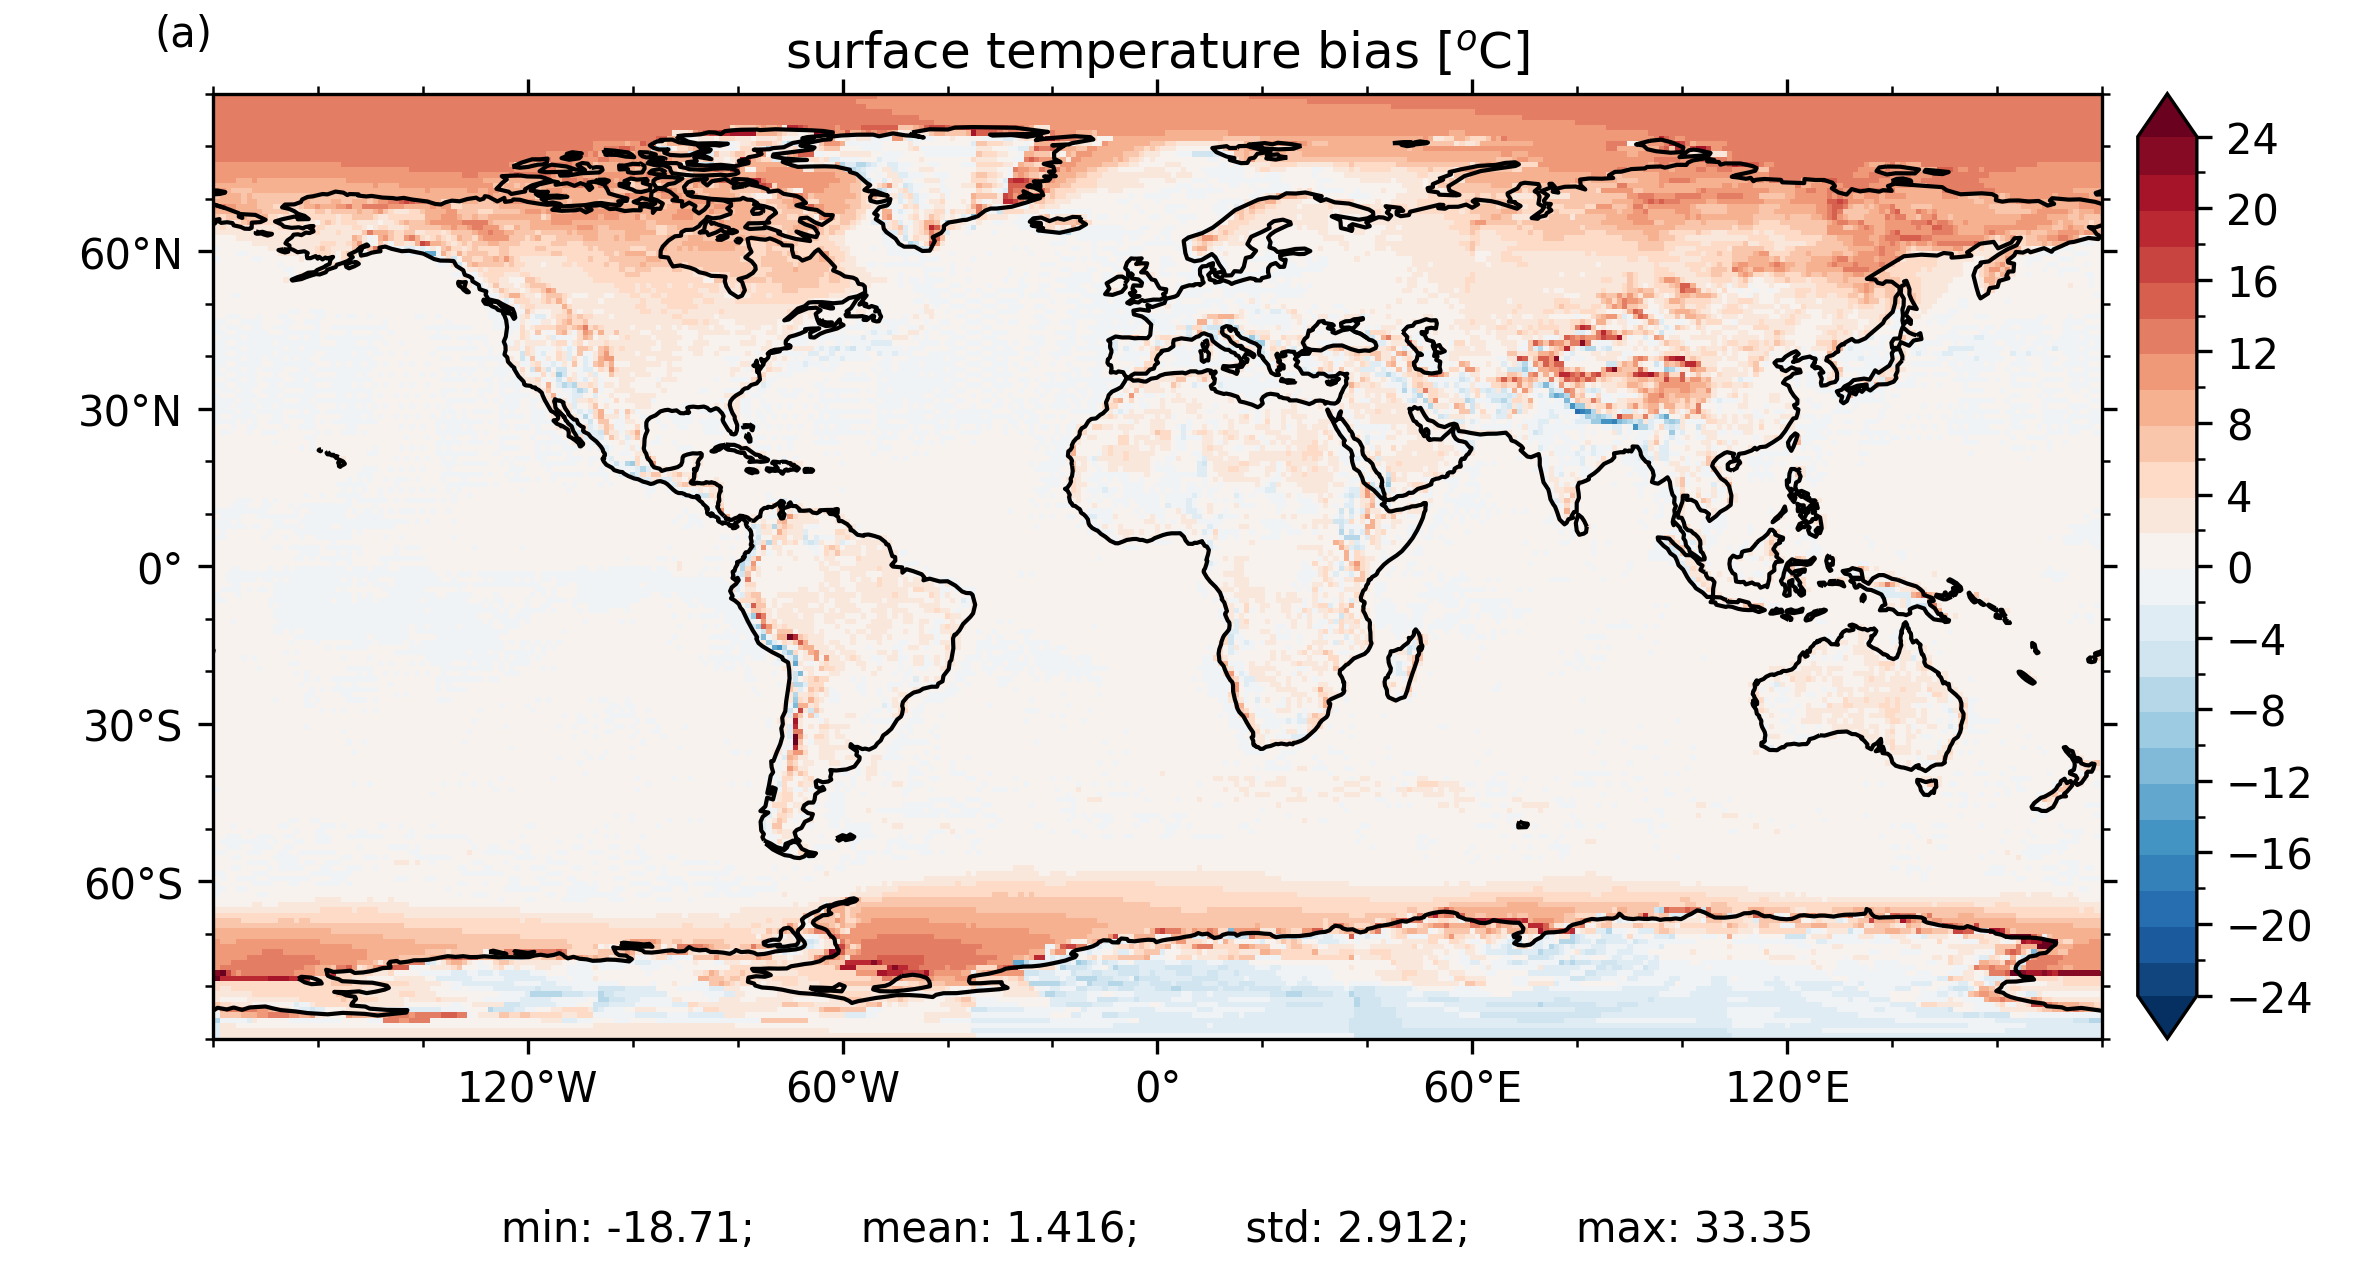 (a)
surface temperature bias [°C]
60°N
30°N
0°
30°S
60°S
120°W 60°W 0° 60°E 120°E
24
20
16
12
8
4
0
−4
−8
−12
−16
−20
−24
min: -18.71; mean: 1.416; std: 2.912; max: 33.35